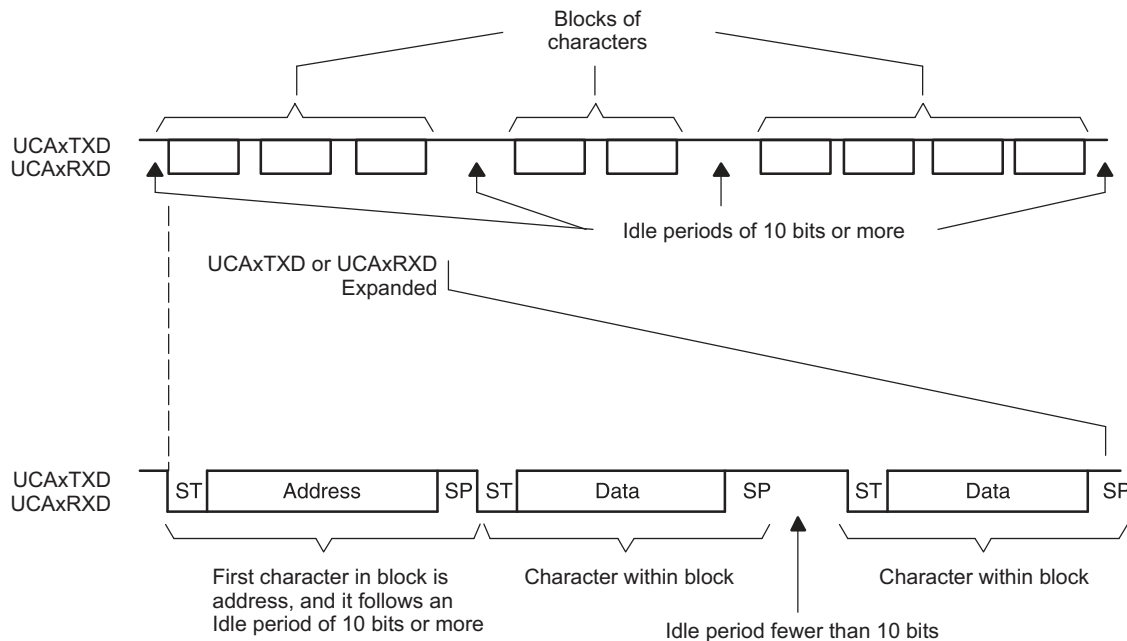 Blocks of
characters
UCAxTXD
UCAxRXD
Idle periods of 10 bits or more
UCAxTXD or UCAxRXD
Expanded
UCAxTXD
UCAxRXD
ST Address SP ST Data SP ST Data SP
First character in block is
address, and it follows an
Idle period of 10 bits or more
Character within block
Character within block
Idle period fewer than 10 bits